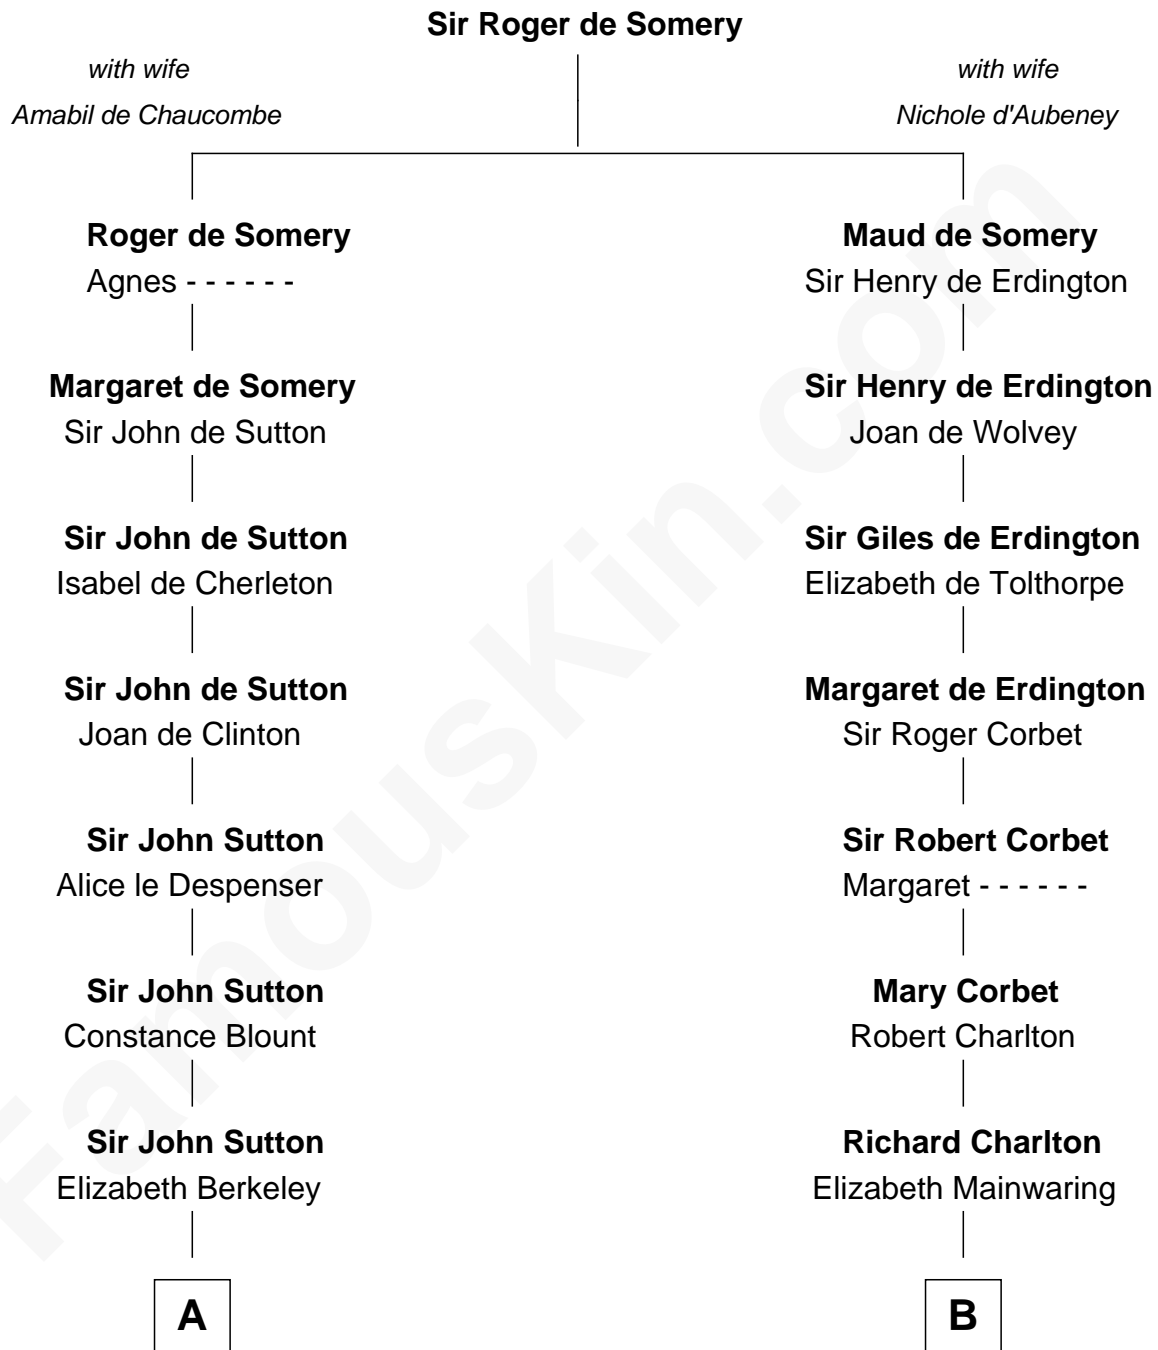 Sir Roger de Somery
with wife
Amabil de Chaucombe
with wife
Nichole d'Aubeney
Roger de Somery
Agnes - - - - - -
Maud de Somery
Sir Henry de Erdington
Margaret de Somery
Sir John de Sutton
Sir Henry de Erdington
Joan de Wolvey
Sir John de Sutton
Isabel de Cherleton
Sir Giles de Erdington
Elizabeth de Tolthorpe
Sir John de Sutton
Joan de Clinton
Margaret de Erdington
Sir Roger Corbet
Sir John Sutton
Alice le Despenser
Sir Robert Corbet
Margaret - - - - - -
Sir John Sutton
Constance Blount
Mary Corbet
Robert Charlton
Sir John Sutton
Elizabeth Berkeley
Richard Charlton
Elizabeth Mainwaring
A
B
FamousKin.com